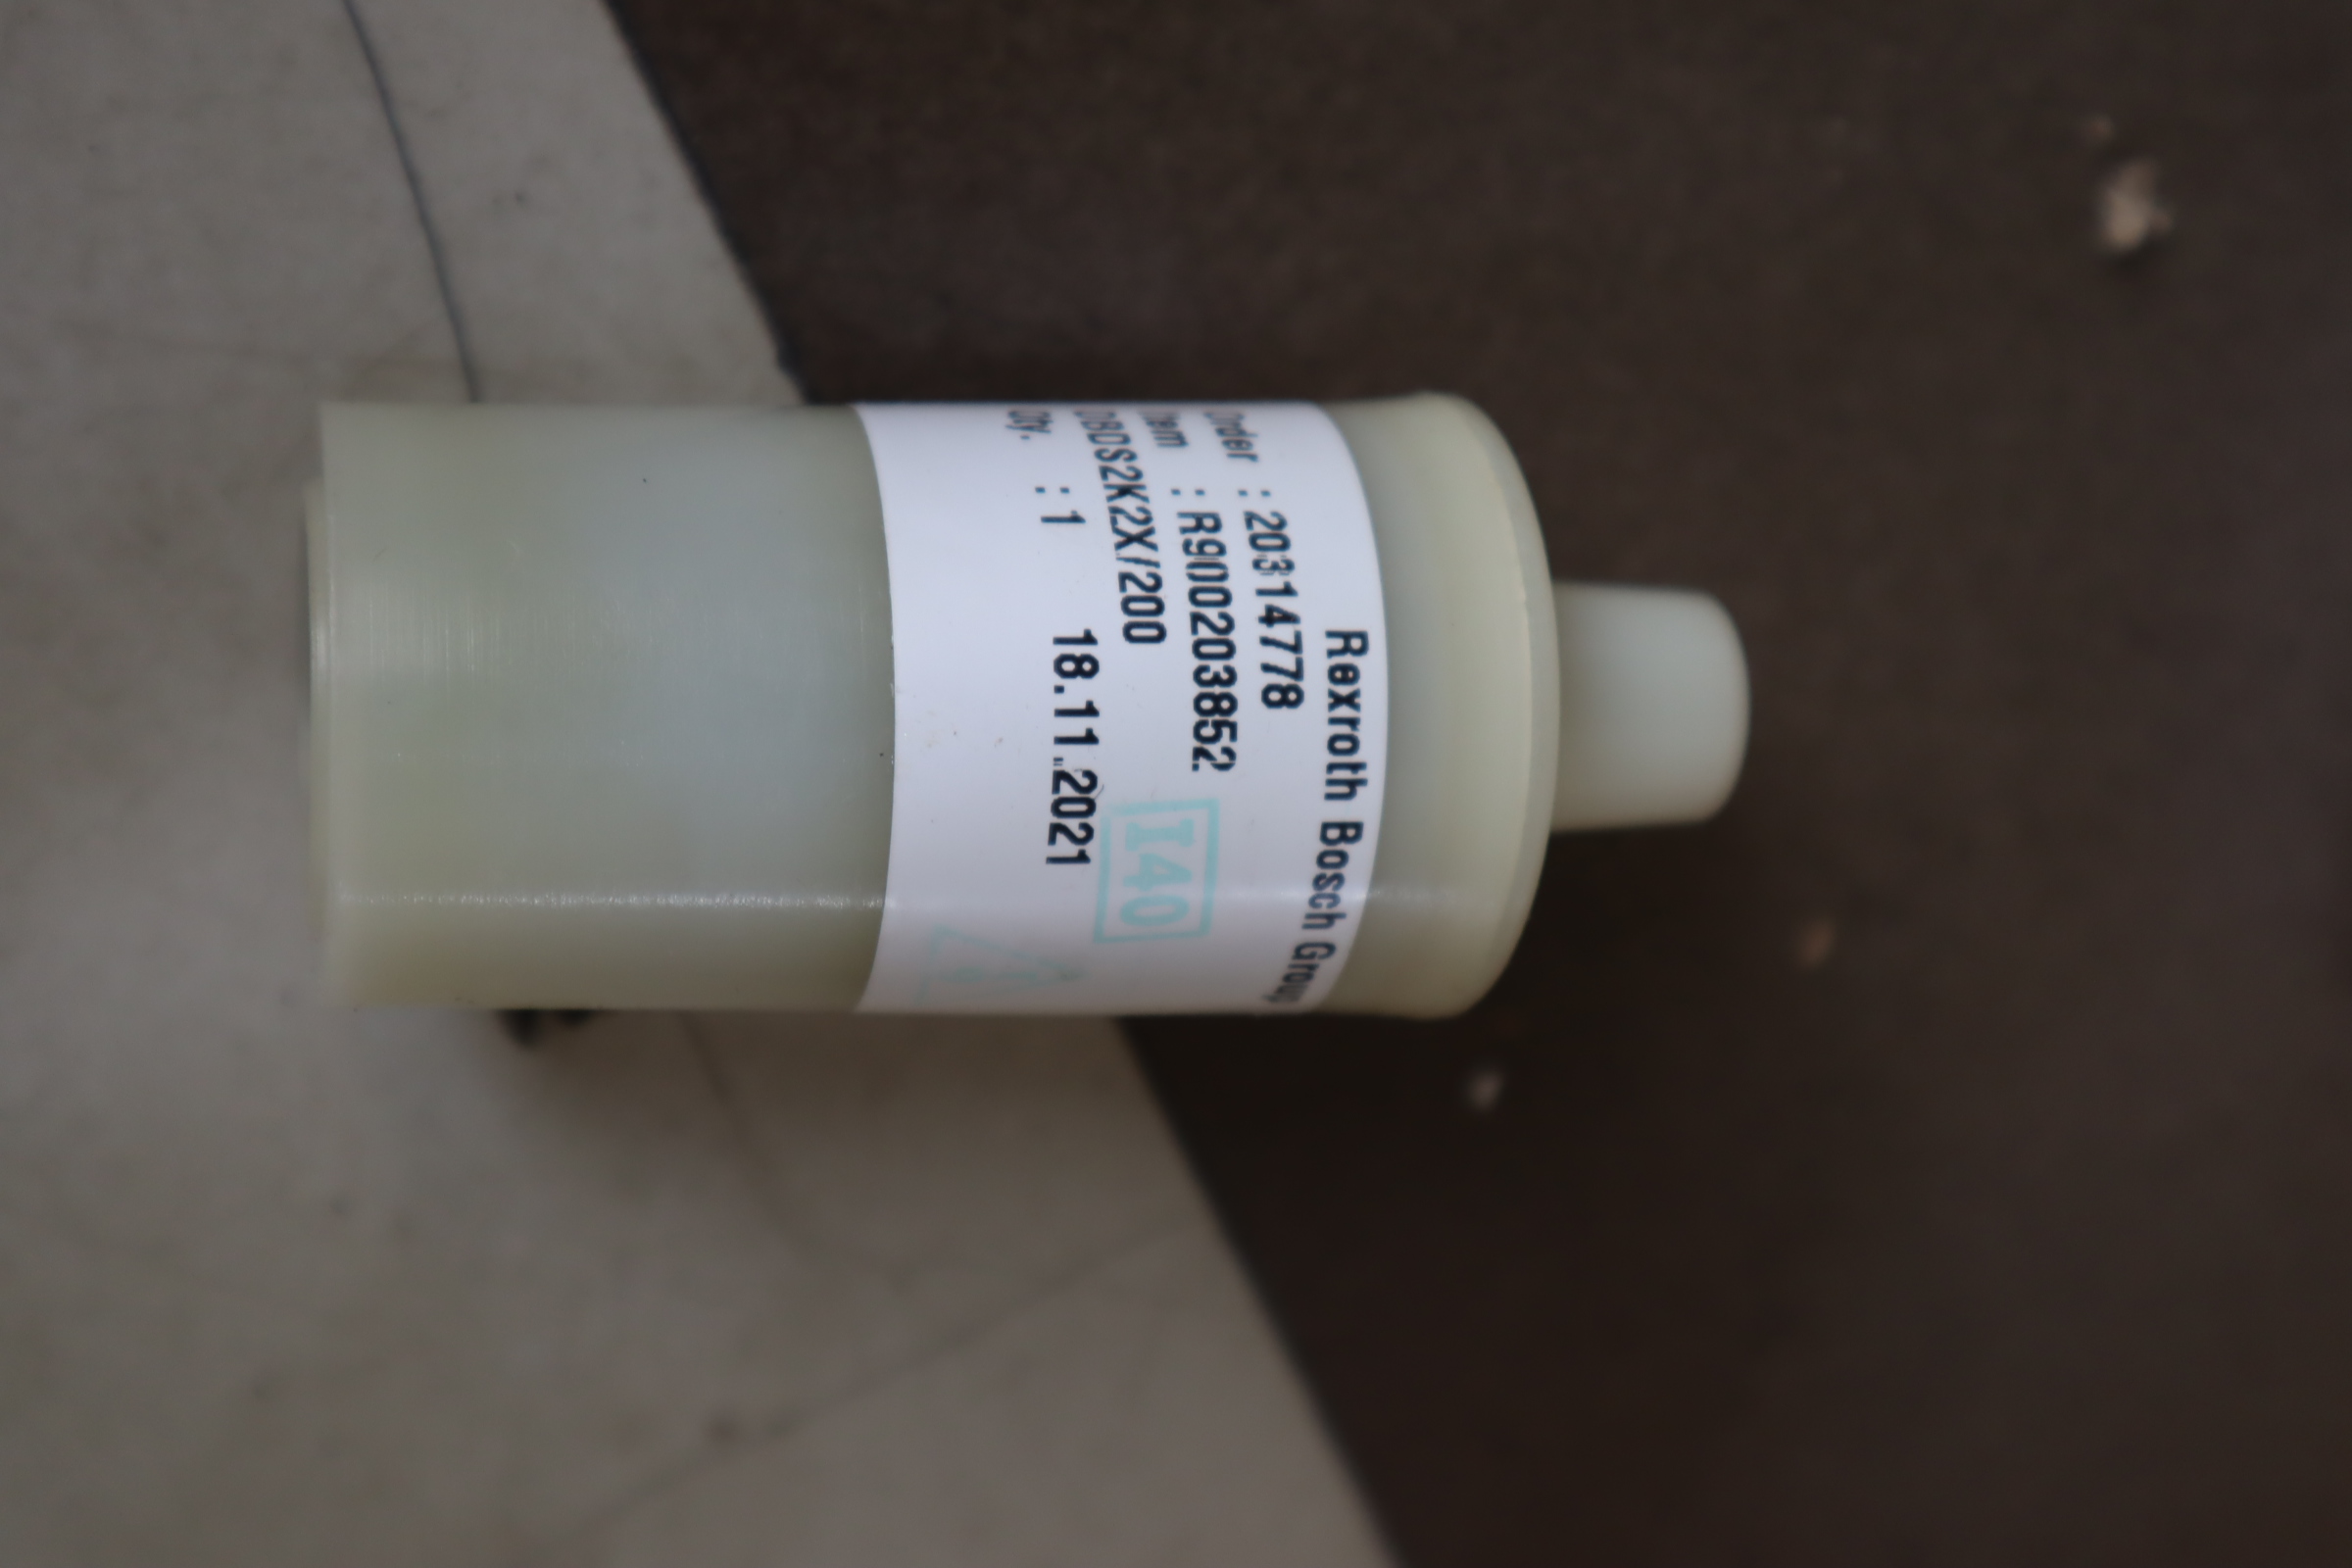 Rexroth Bosch Group
Order : 20314778
Item : R900203852
DBDS2K2X/200
Qty. : 1 18.11.2021
I40